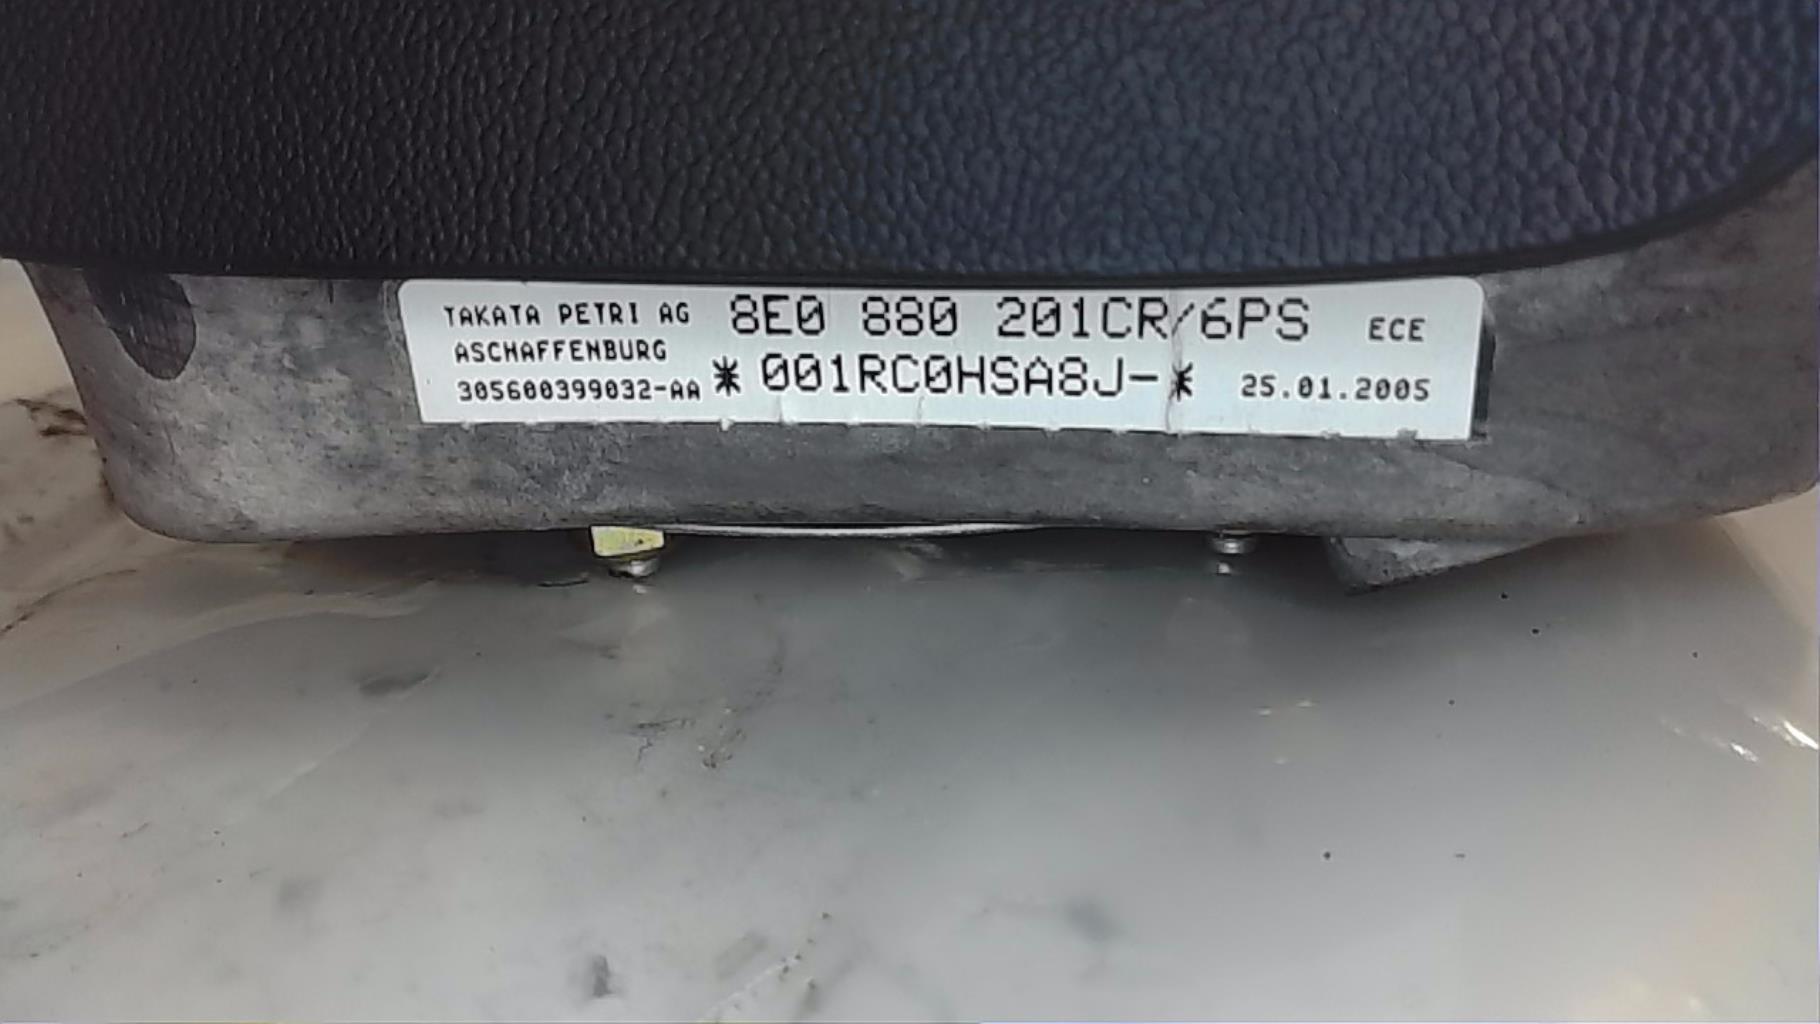 TAKATA PETRI AG 8E0 880 201CR/6PS ECE
ASCHAFFENBURG
305600399032-AA *001RC0HSA8J-* 25.01.2005